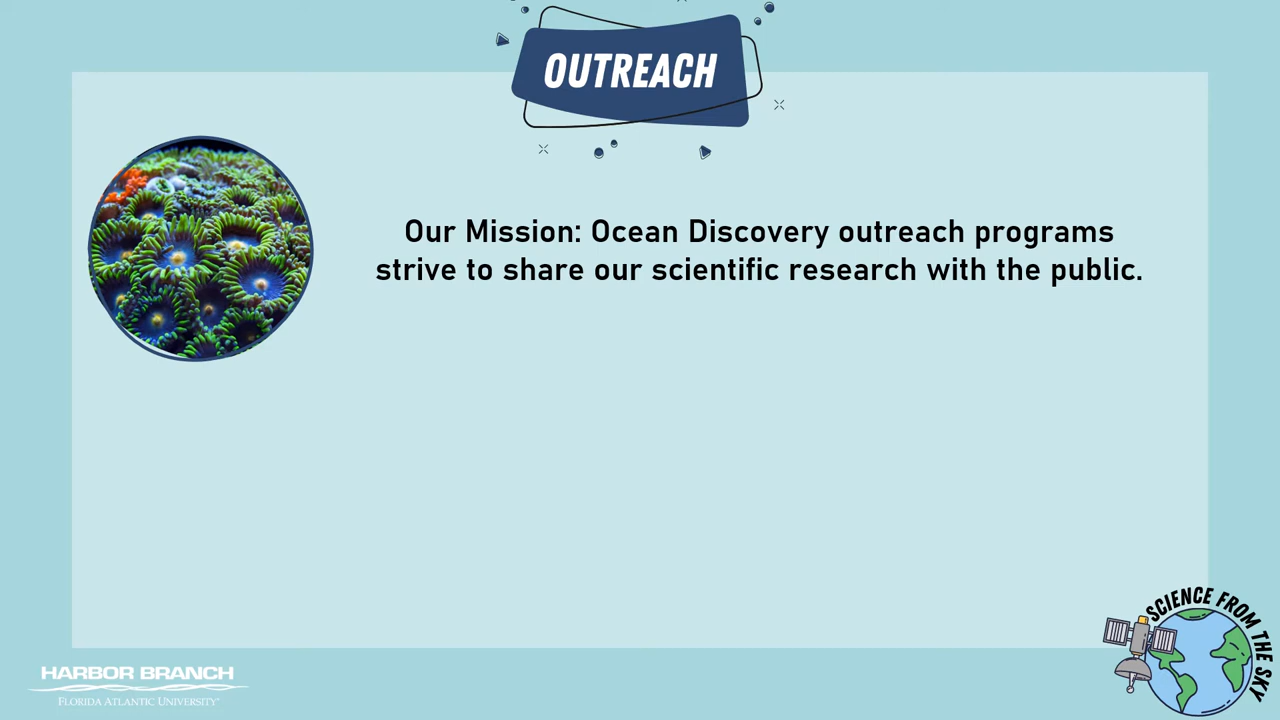 OUTREACH
Our Mission: Ocean Discovery outreach programs
strive to share our scientific research with the public.
SCIENCE FROM THE SKY
HARBOR BRANCH
FLORIDA ATLANTIC UNIVERSITY